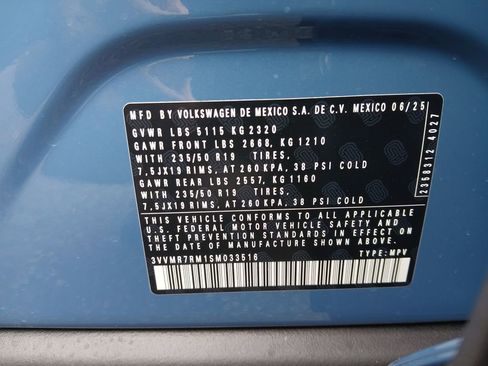 MFD BY VOLKSWAGEN DE MEXICO S.A. DE C.V. MEXICO 06/25
GVWR LBS 5115 KG 2320
GAWR FRONT LBS 2668, KG 1210
WITH 235/50 R19 TIRES,
7,5JX19 RIMS, AT 260 KPA, 38 PSI COLD
GAWR REAR LBS 2557, KG 1160
WITH 235/50 R19 TIRES,
7,5JX19 RIMS, AT 260 KPA, 38 PSI COLD
THIS VEHICLE CONFORMS TO ALL APPLICABLE
U.S. FEDERAL MOTOR VEHICLE SAFETY AND
THEFT PREVENTION STANDARDS IN EFFECT ON
THE DATE OF MANUFACTURE SHOWN ABOVE.
3VVMR7RM1SM033516 TYPE: MPV
2358312 4027